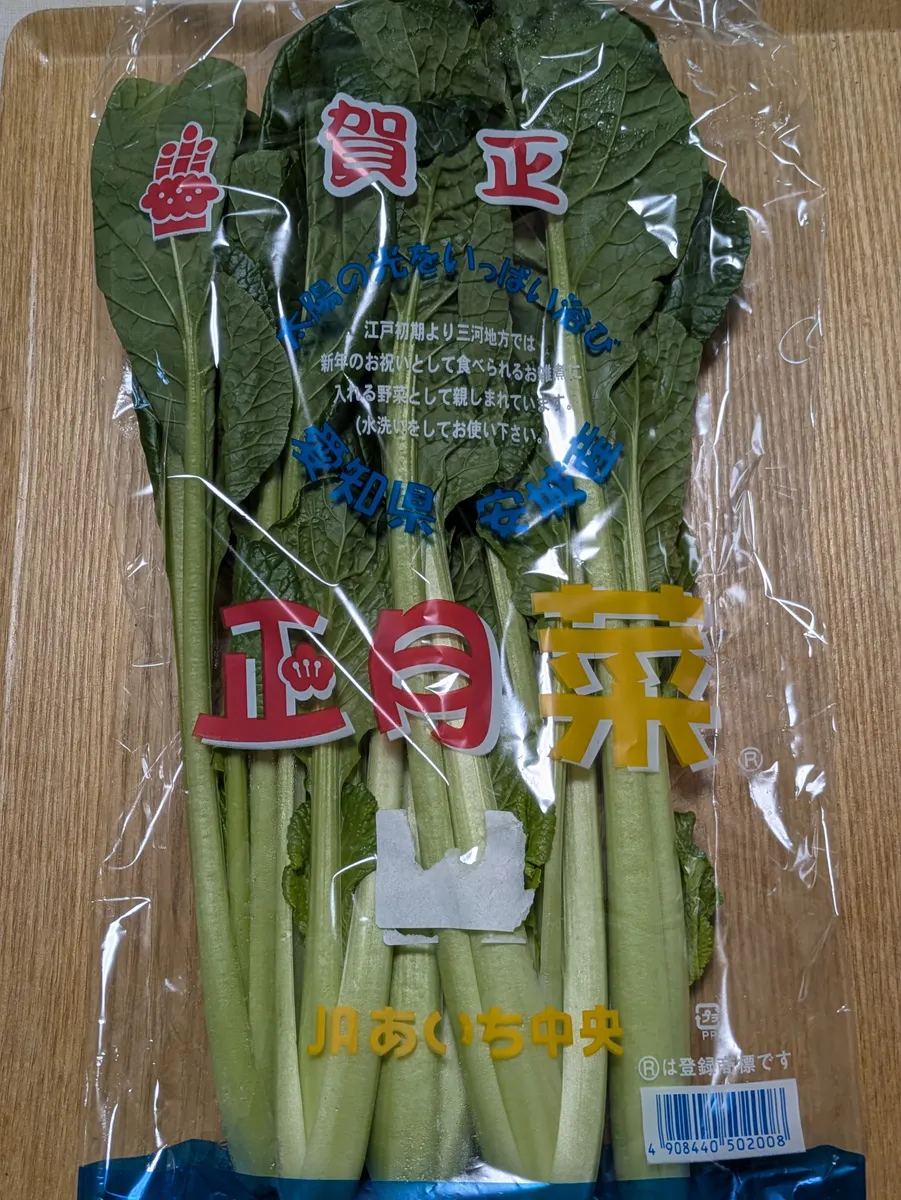 賀正
太陽の光をいっぱい浴び
江戸初期より三河地方では
新年のお祝いとして食べられるお雑煮に
入れる野菜として親しまれています。
(水洗いをしてお使い下さい。
愛知県 安城産
正月菜
®
JAあいち中央
プラ
PP
®は登録商標です
4 908440 502008